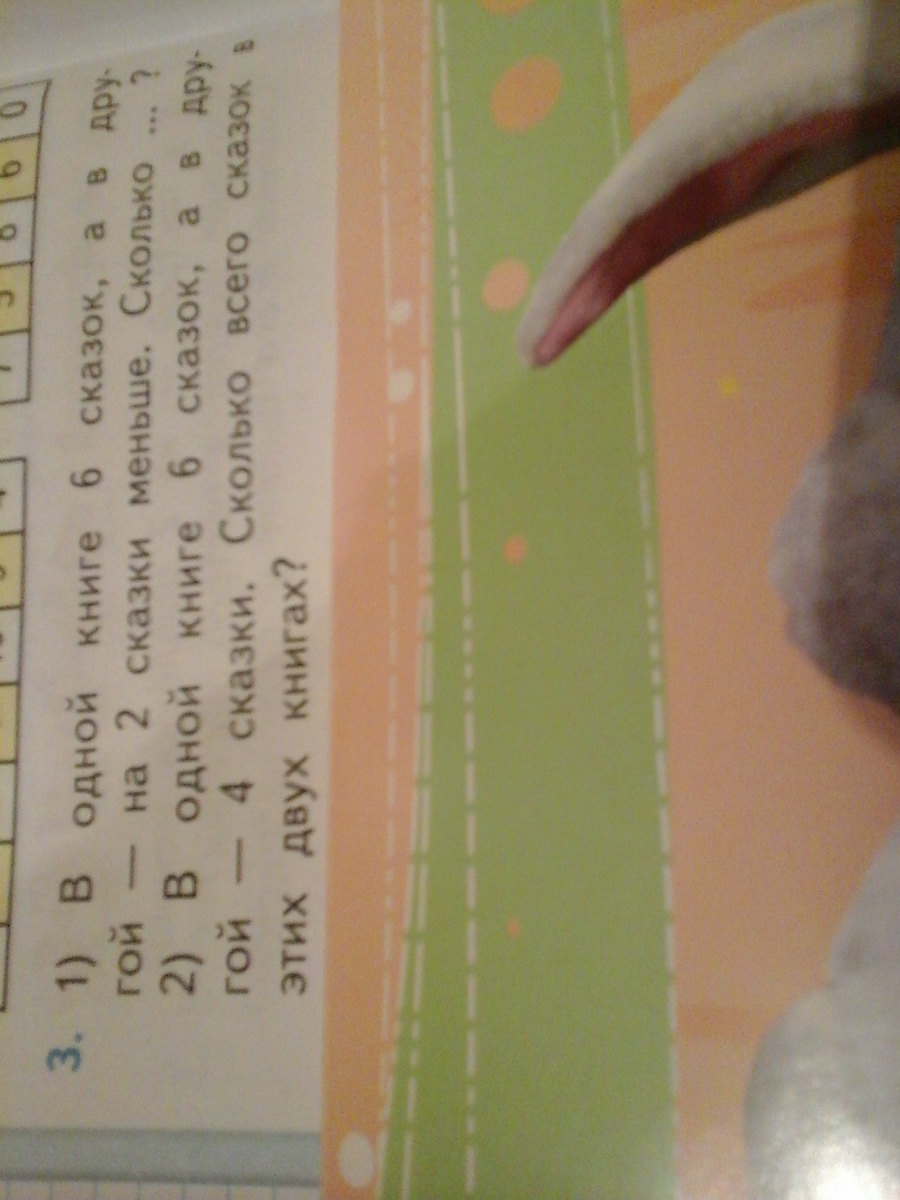 3. 1) В одной книге 6 сказок, а в дру-
гой — на 2 сказки меньше. Сколько ... ?
2) В одной книге 6 сказок, а в дру-
гой — 4 сказки. Сколько всего сказок в
этих двух книгах?